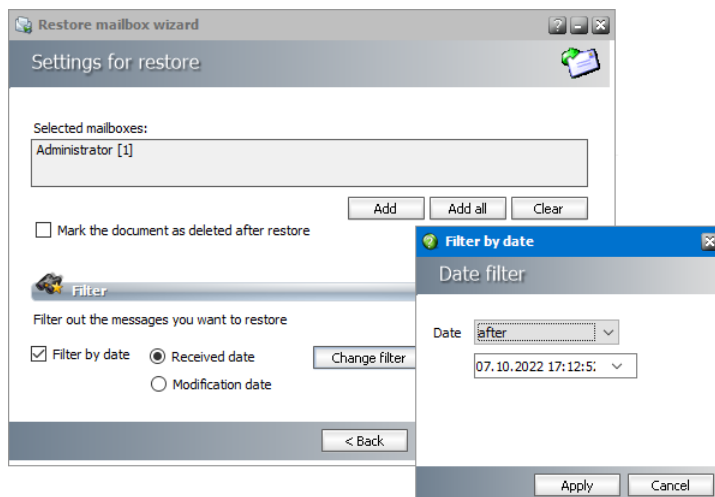 Restore mailbox wizard
Settings for restore
Selected mailboxes:
Administrator [1]
Add
Add all
Clear
Mark the document as deleted after restore
Filter
Filter out the messages you want to restore
Filter by date
Received date
Change filter
Modification date
< Back
Filter by date
Date filter
Date
after
07.10.2022 17:12:52
Apply
Cancel